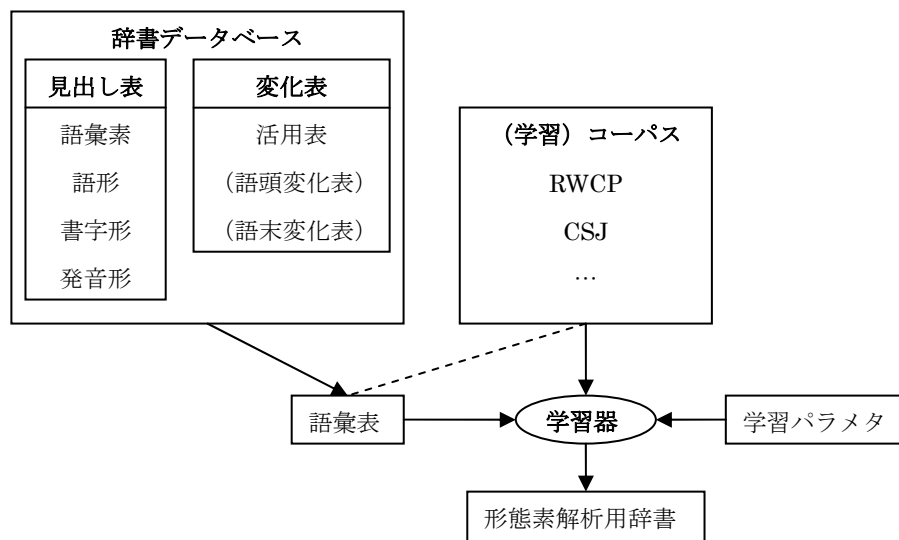 辞書データベース
見出し表
語彙素
語形
書字形
発音形
変化表
活用表
（語頭変化表）
（語末変化表）
（学習）コーパス
RWCP
CSJ
…
語彙表
学習器
学習パラメタ
形態素解析用辞書